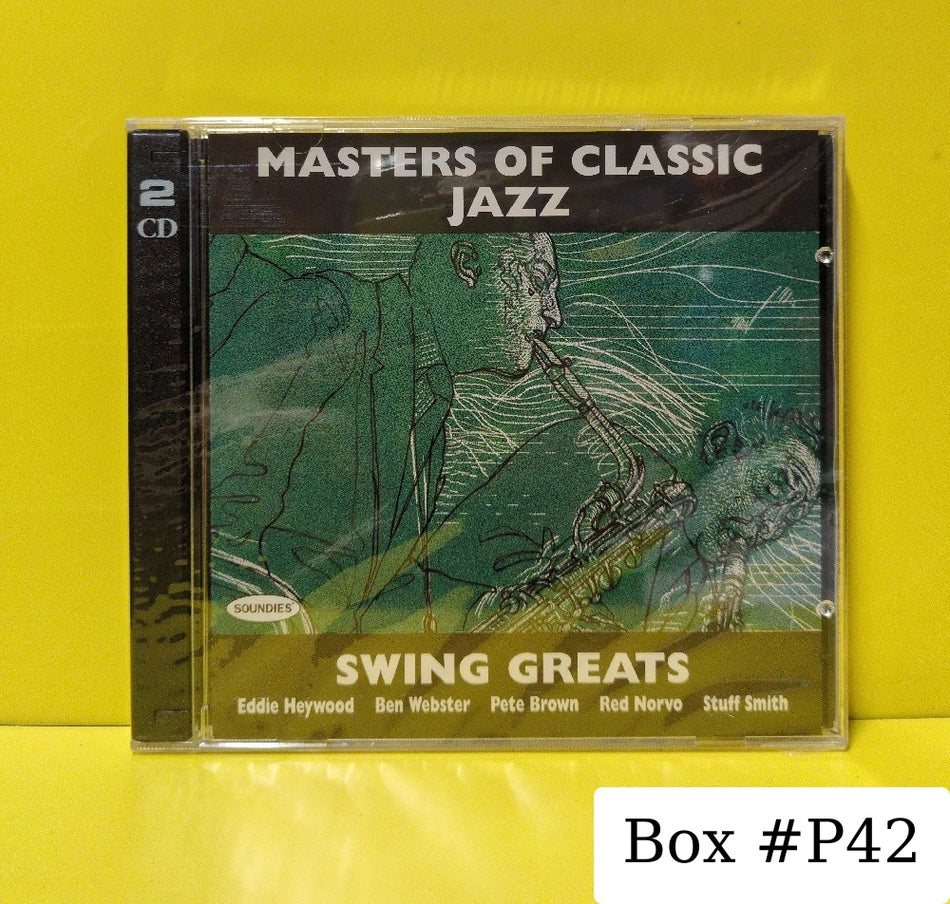 2
CD
MASTERS OF CLASSIC
JAZZ
SOUNDIES
SWING GREATS
Eddie Heywood Ben Webster Pete Brown Red Norvo Stuff Smith
Box #P42